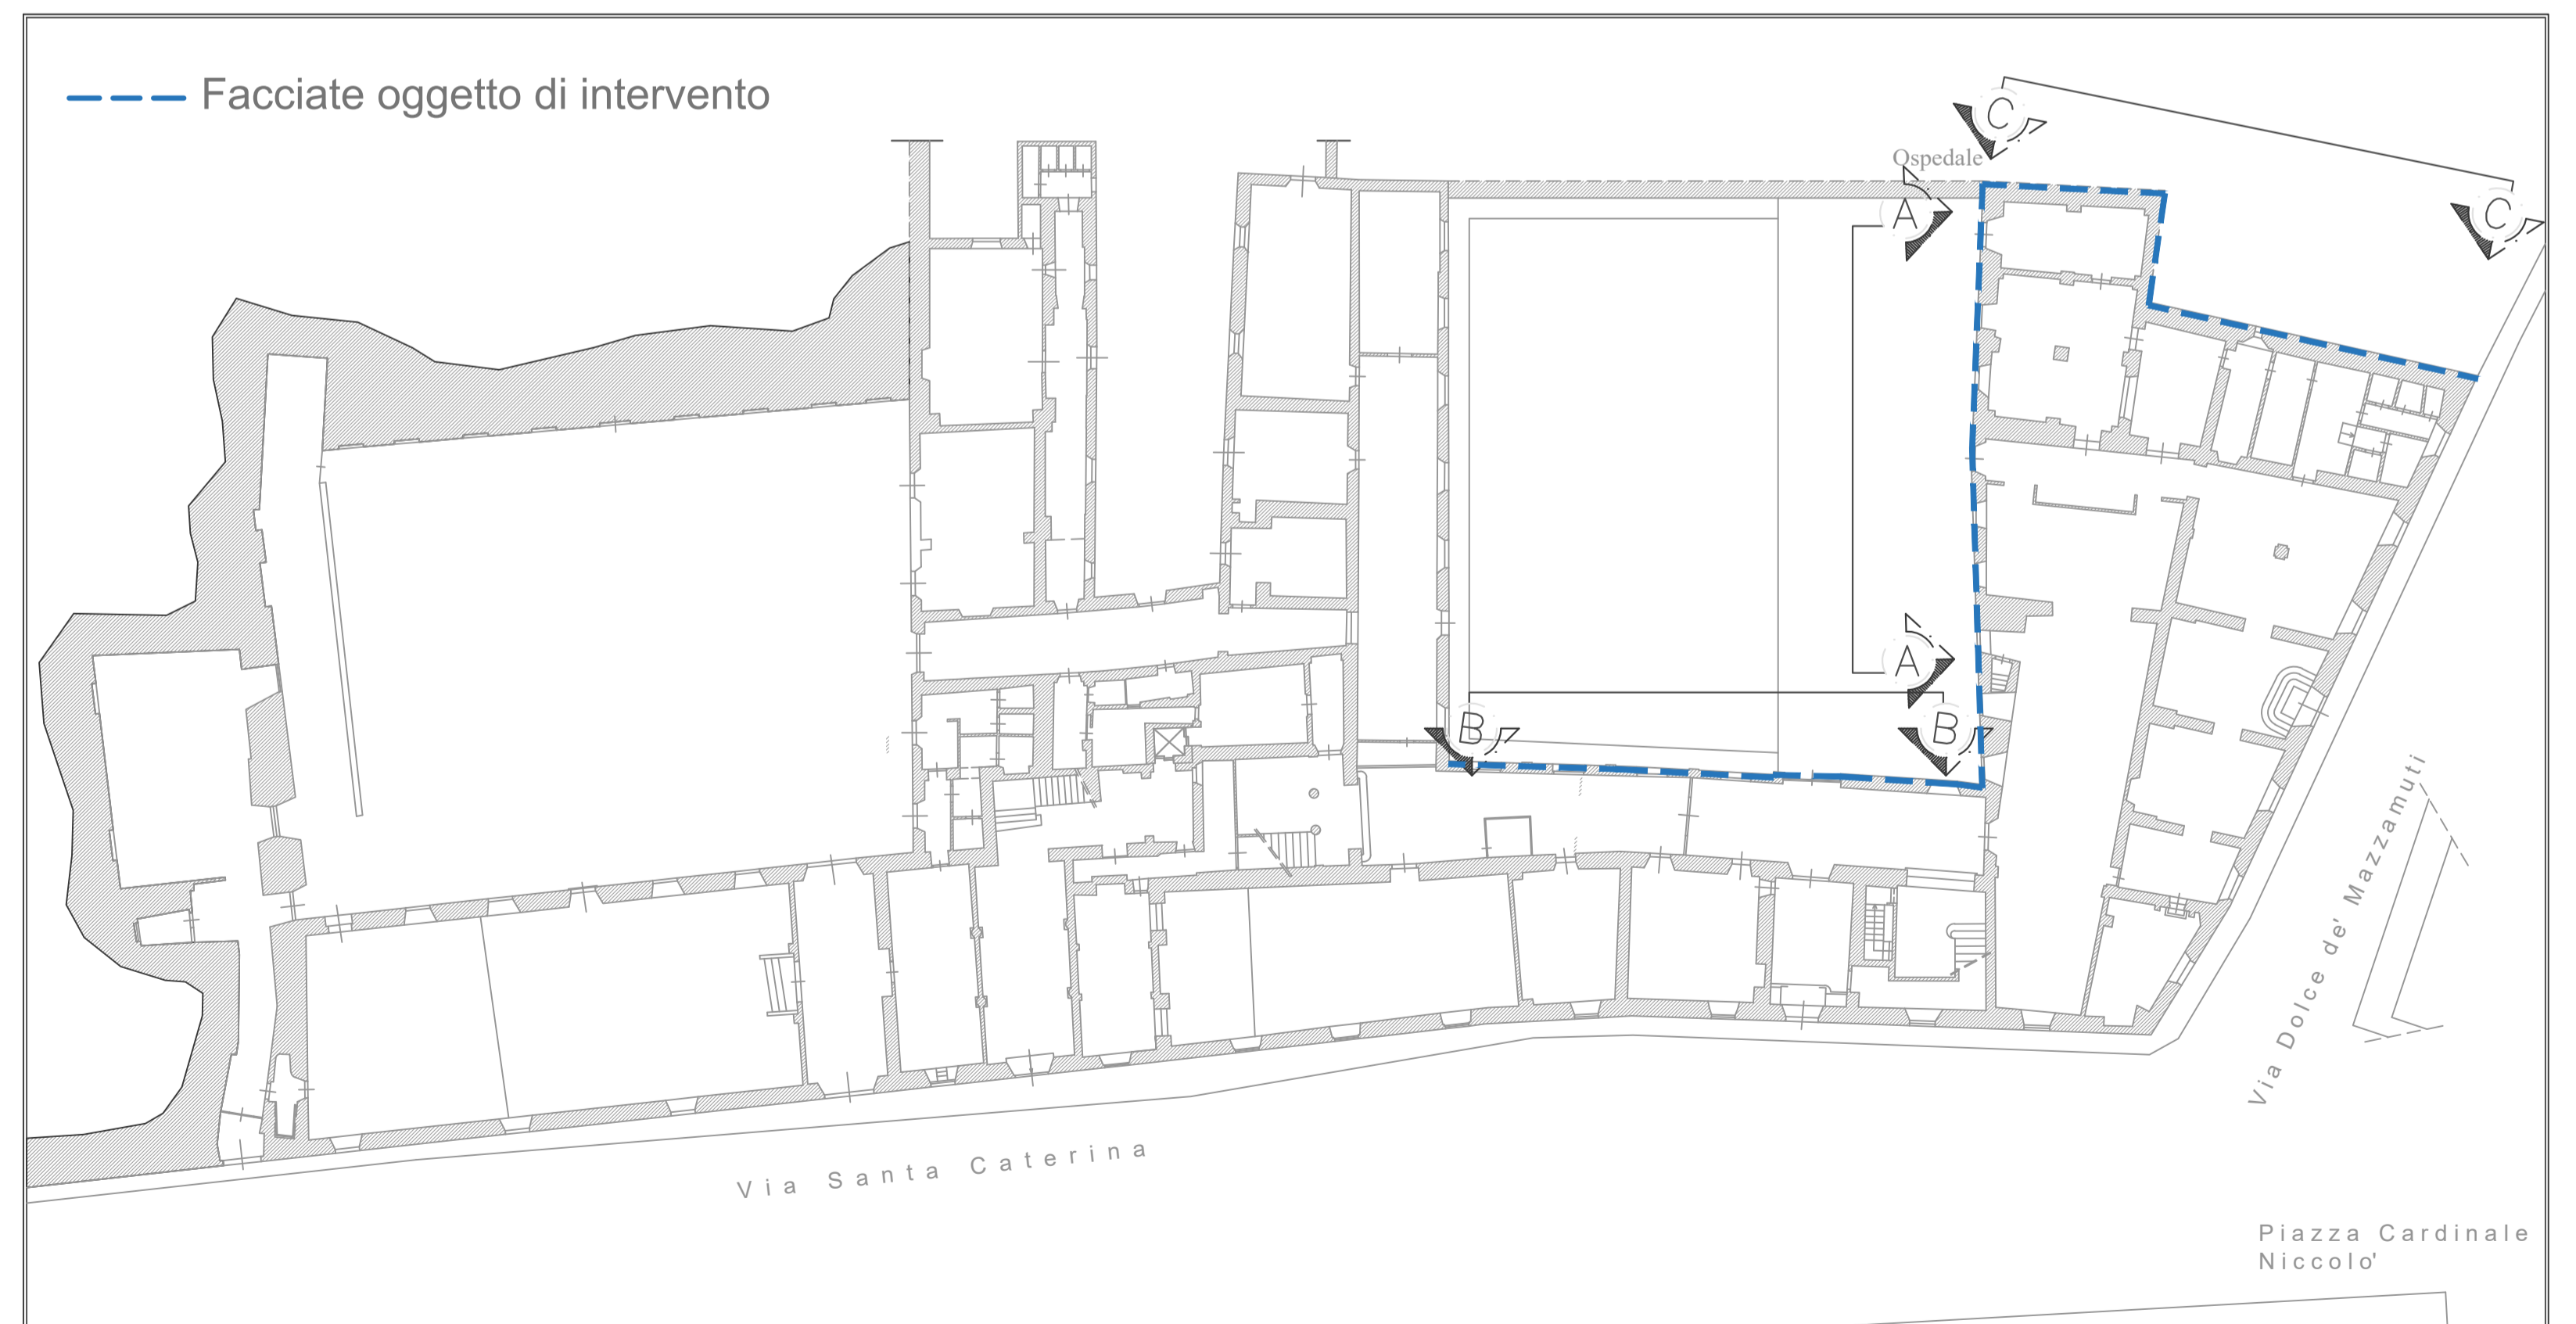 Facciate oggetto di intervento
C
Ospedale
A
C
A
B
B
Via Dolce de' Mazzamuti
Via Santa Caterina
Piazza Cardinale
Niccolo'